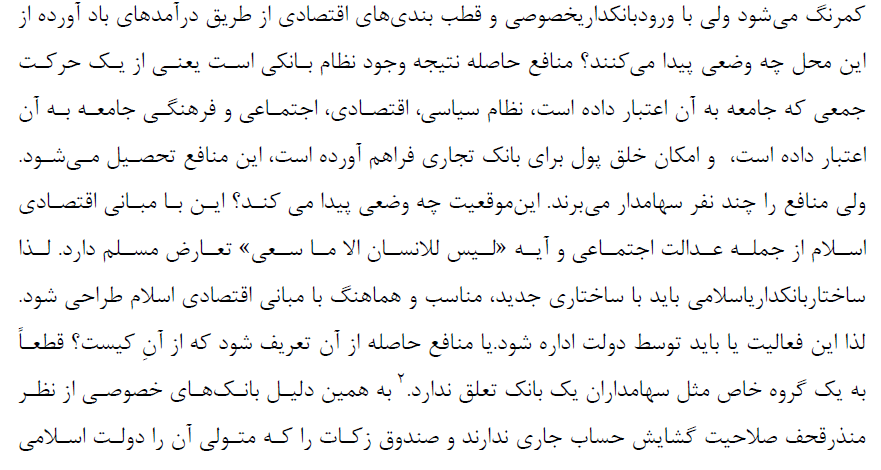 کمرنگ می‌شود ولی با ورودبانکداریخصوصی و قطب بندی‌های اقتصادی از طریق درآمدهای باد آورده از
این محل چه وضعی پیدا می‌کنند؟ منافع حاصله نتیجه وجود نظام بانکی است یعنی از یک حرکت
جمعی که جامعه به آن اعتبار داده است، نظام سیاسی، اقتصادی، اجتماعی و فرهنگی جامعه به آن
اعتبار داده است، و امکان خلق پول برای بانک تجاری فراهم آورده است، این منافع تحصیل می‌شود.
ولی منافع را چند نفر سهامدار می‌برند. این‌موقعیت چه وضعی پیدا می کند؟ این با مبانی اقتصادی
اسلام از جمله عدالت اجتماعی و آیه «لیس للانسان الا ما سعی» تعارض مسلم دارد. لذا
ساختاربانکداریاسلامی باید با ساختاری جدید، مناسب و هماهنگ با مبانی اقتصادی اسلام طراحی شود.
لذا این فعالیت یا باید توسط دولت اداره شود.یا منافع حاصله از آن تعریف شود که از آنِ کیست؟ قطعاً
به یک گروه خاص مثل سهامداران یک بانک تعلق ندارد.۲ به همین دلیل بانک‌های خصوصی از نظر
منذرقحف صلاحیت گشایش حساب جاری ندارند و صندوق زکات را که متولی آن را دولت اسلامی